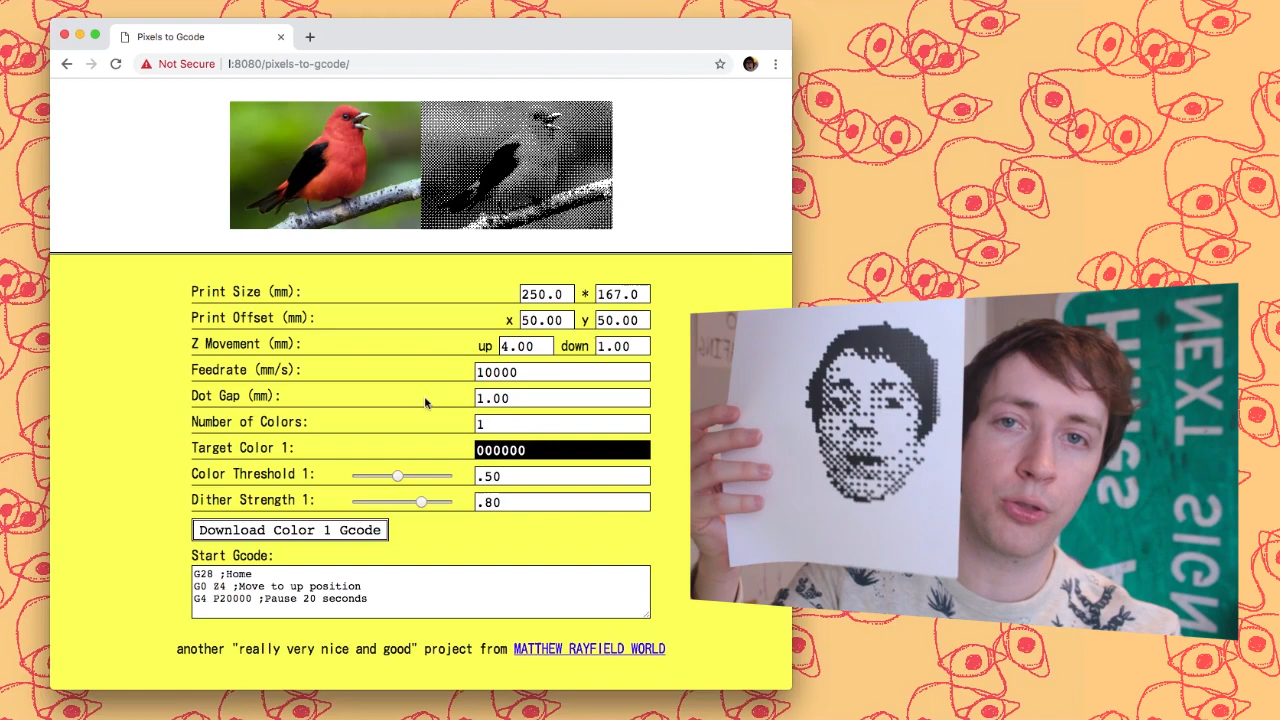 Pixels to Gcode
Not Secure | l:8080/pixels-to-gcode/
Print Size (mm): 250.0 * 167.0
Print Offset (mm): x 50.00 y 50.00
Z Movement (mm): up 4.00 down 1.00
Feedrate (mm/s): 10000
Dot Gap (mm): 1.00
Number of Colors: 1
Target Color 1: 000000
Color Threshold 1: .50
Dither Strength 1: .80
Download Color 1 Gcode
Start Gcode:
G28 ;Home
G0 Z4 ;Move to up position
G4 P20000 ;Pause 20 seconds
another "really very nice and good" project from MATTHEW RAYFIELD WORLD
NEXT SIGN